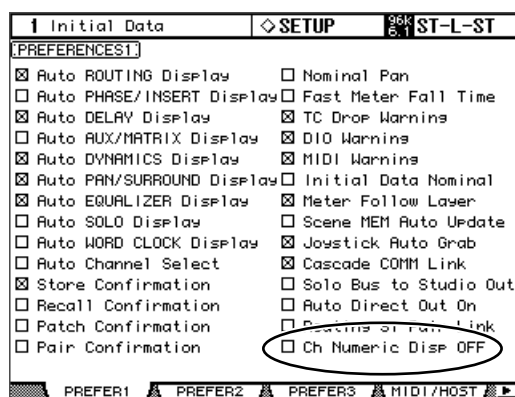 1 Initial Data ◇SETUP 96k 6.1 ST-L-ST
PREFERENCES1
☒ Auto ROUTING Display ☐ Nominal Pan
☐ Auto PHASE/INSERT Display ☐ Fast Meter Fall Time
☒ Auto DELAY Display ☒ TC Drop Warning
☐ Auto AUX/MATRIX Display ☒ DIO Warning
☒ Auto DYNAMICS Display ☒ MIDI Warning
☒ Auto PAN/SURROUND Display ☐ Initial Data Nominal
☒ Auto EQUALIZER Display ☒ Meter Follow Layer
☐ Auto SOLO Display ☐ Scene MEM Auto Update
☐ Auto WORD CLOCK Display ☒ Joystick Auto Grab
☐ Auto Channel Select ☒ Cascade COMM Link
☒ Store Confirmation ☐ Solo Bus to Studio Out
☐ Recall Confirmation ☐ Auto Direct Out On
☐ Patch Confirmation ☐ Routing ST Pair Link
☐ Pair Confirmation ☐ Ch Numeric Disp OFF
PREFER1 PREFER2 PREFER3 MIDI/HOST